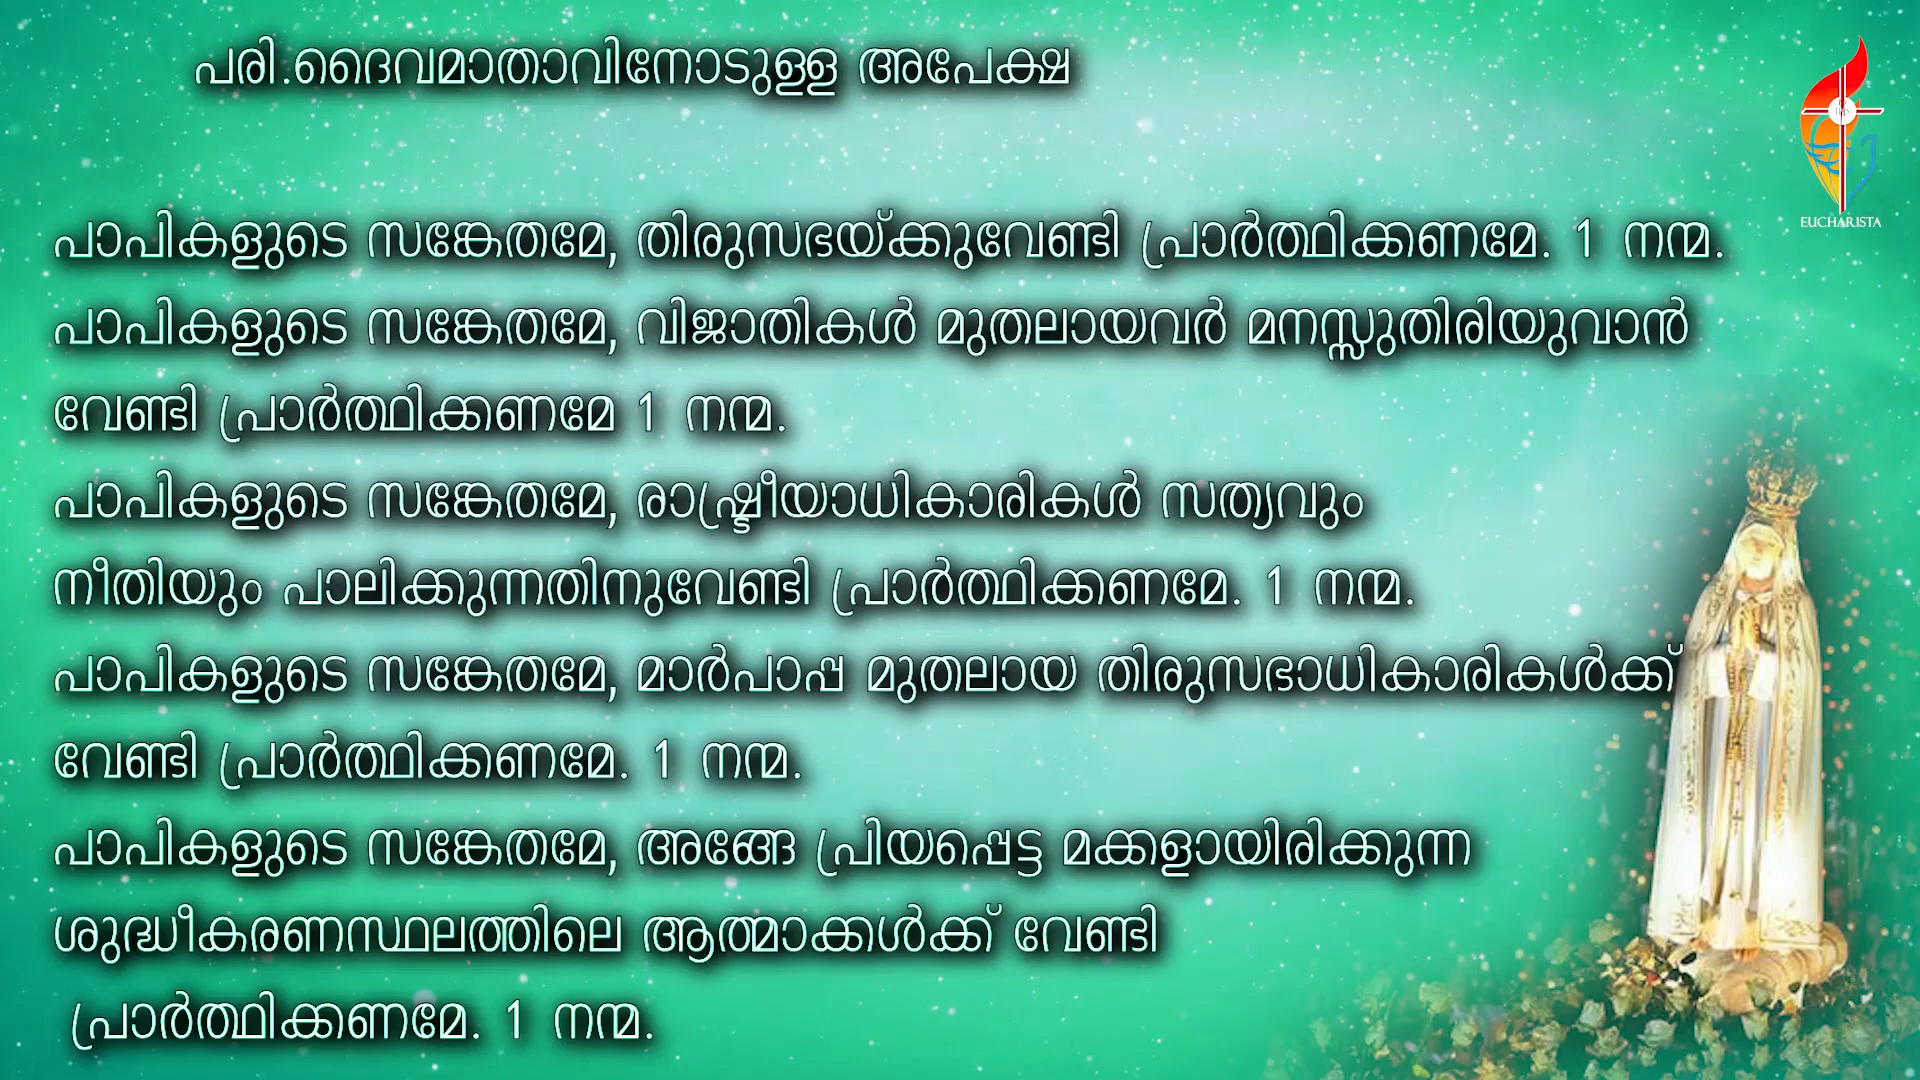 പരി.ദൈവമാതാവിനോടുള്ള അപേക്ഷ
EUCHARISTA
പാപികളുടെ സങ്കേതമേ, തിരുസഭയ്ക്കുവേണ്ടി പ്രാർത്ഥിക്കണമേ. 1 നന്മ.
പാപികളുടെ സങ്കേതമേ, വിജാതികൾ മുതലായവർ മനസ്സുതിരിയുവാൻ
വേണ്ടി പ്രാർത്ഥിക്കണമേ 1 നന്മ.
പാപികളുടെ സങ്കേതമേ, രാഷ്ട്രീയാധികാരികൾ സത്യവും
നീതിയും പാലിക്കുന്നതിനുവേണ്ടി പ്രാർത്ഥിക്കണമേ. 1 നന്മ.
പാപികളുടെ സങ്കേതമേ, മാർപാപ്പ മുതലായ തിരുസഭാധികാരികൾക്ക്
വേണ്ടി പ്രാർത്ഥിക്കണമേ. 1 നന്മ.
പാപികളുടെ സങ്കേതമേ, അങ്ങേ പ്രിയപ്പെട്ട മക്കളായിരിക്കുന്ന
ശുദ്ധീകരണസ്ഥലത്തിലെ ആത്മാക്കൾക്ക് വേണ്ടി
പ്രാർത്ഥിക്കണമേ. 1 നന്മ.